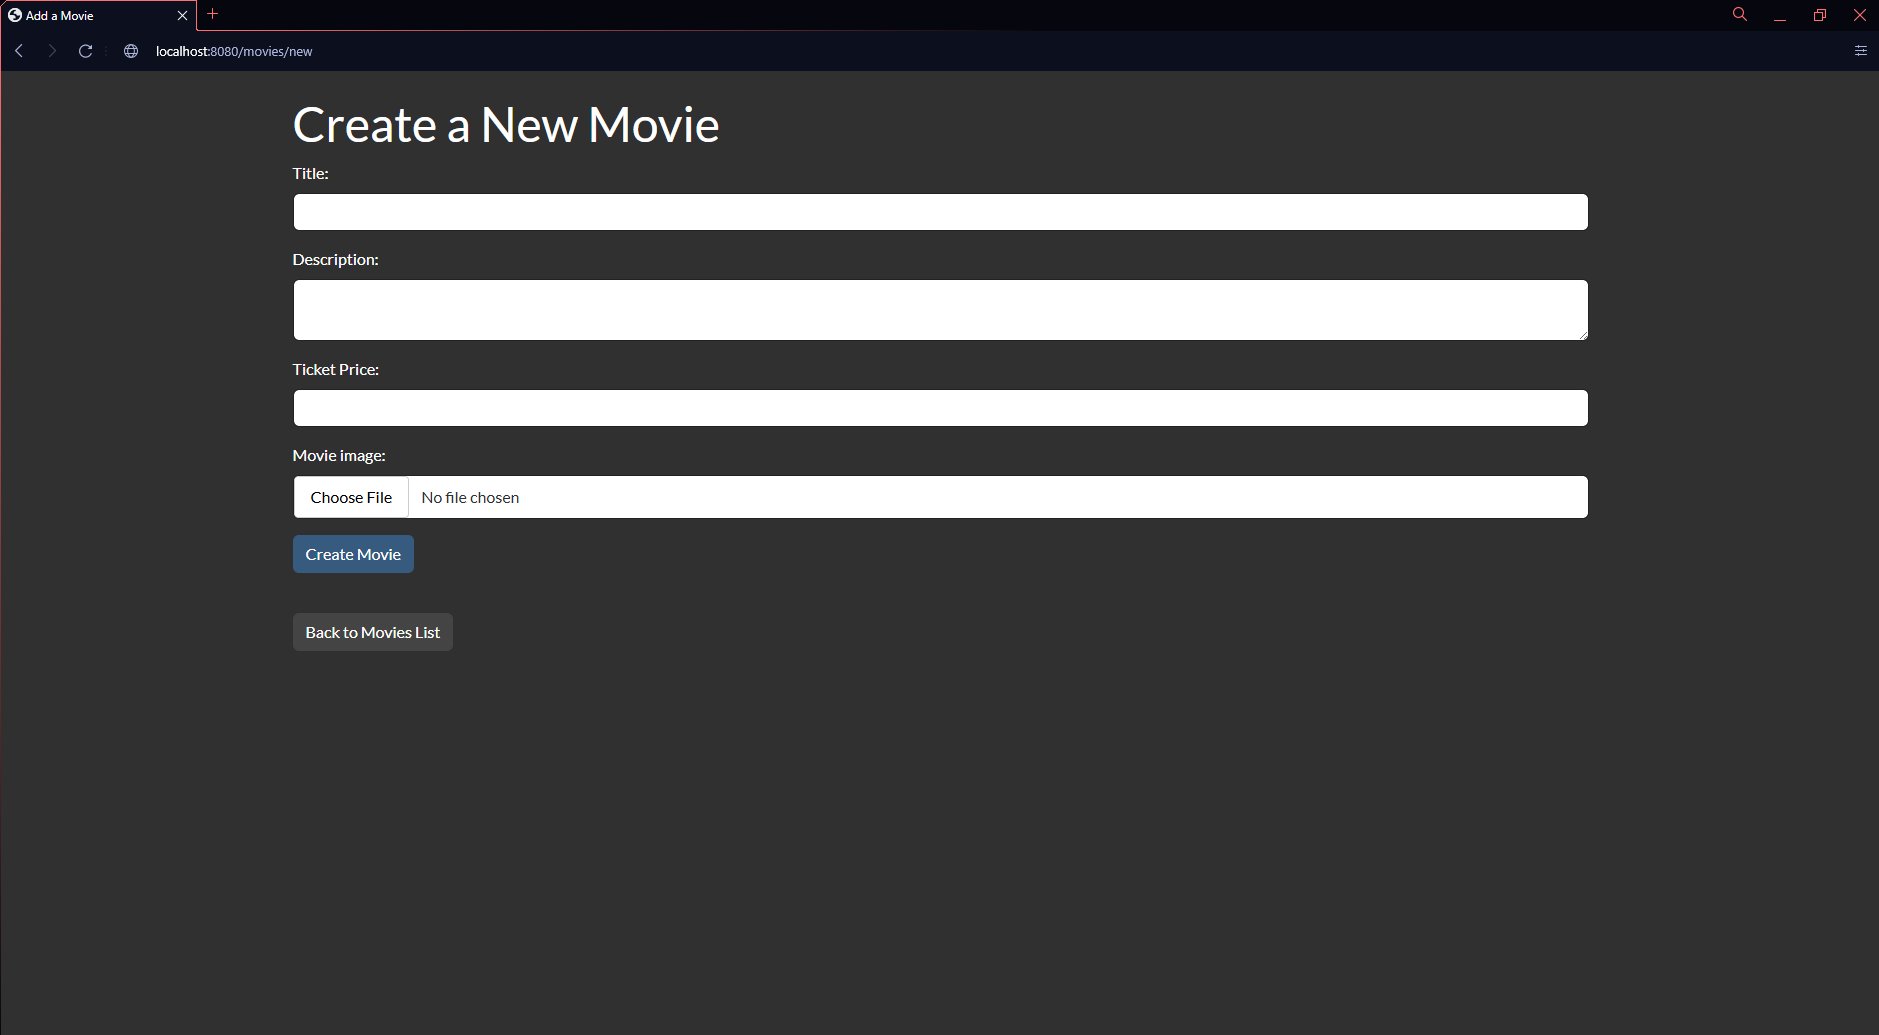 Add a Movie
localhost:8080/movies/new
Create a New Movie
Title:
Description:
Ticket Price:
Movie image:
Choose File No file chosen
Create Movie
Back to Movies List